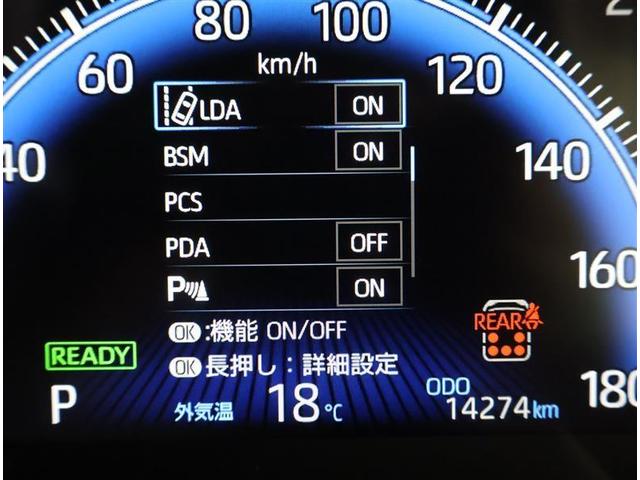 80 100
km/h
60 120
40 140
160
180
LDA ON
BSM ON
PCS
PDA OFF
P ON
OK:機能 ON/OFF
OK長押し：詳細設定
READY
REAR
P 外気温 18℃
ODO
14274km